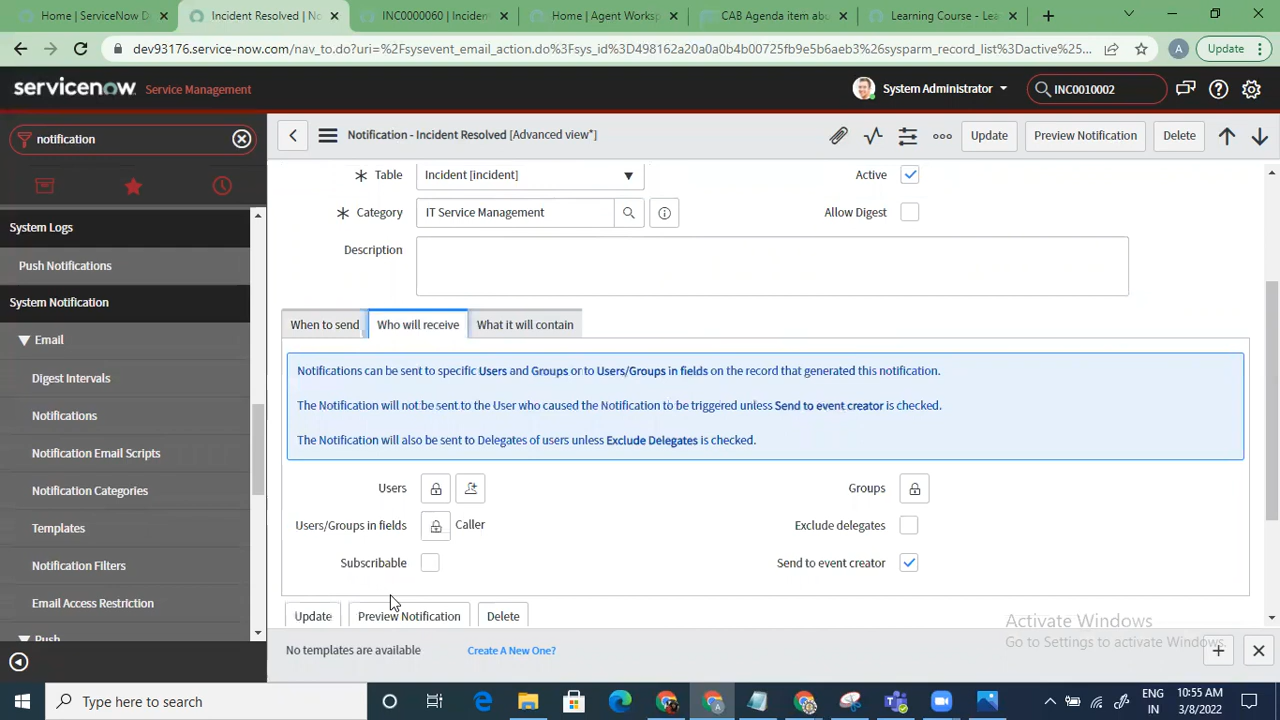 Home | ServiceNow D
Incident Resolved | No
INC0000060 | Inciden
Home | Agent Worksp
CAB Agenda item abu
Learning Course - Lea
dev93176.service-now.com/nav_to.do?uri=%2Fsysevent_email_action.do%3Fsys_id%3D498162a20a0a0b4b00725fb9e5b6aeb3%26sysparm_record_list%3Dactive%25...
A
Update
servicenow
Service Management
System Administrator
INC0010002
notification
Notification - Incident Resolved [Advanced view*]
Update
Preview Notification
Delete
System Logs
Push Notifications
System Notification
Email
Digest Intervals
Notifications
Notification Email Scripts
Notification Categories
Templates
Notification Filters
Email Access Restriction
Push
Table
Incident [incident]
Active
Category
IT Service Management
Allow Digest
Description
When to send
Who will receive
What it will contain
Notifications can be sent to specific Users and Groups or to Users/Groups in fields on the record that generated this notification.
The Notification will not be sent to the User who caused the Notification to be triggered unless Send to event creator is checked.
The Notification will also be sent to Delegates of users unless Exclude Delegates is checked.
Users
Groups
Users/Groups in fields
Caller
Exclude delegates
Subscribable
Send to event creator
Update
Preview Notification
Delete
Activate Windows
Go to Settings to activate Windows.
No templates are available
Create A New One?
Type here to search
ENG
IN
10:55 AM
3/8/2022